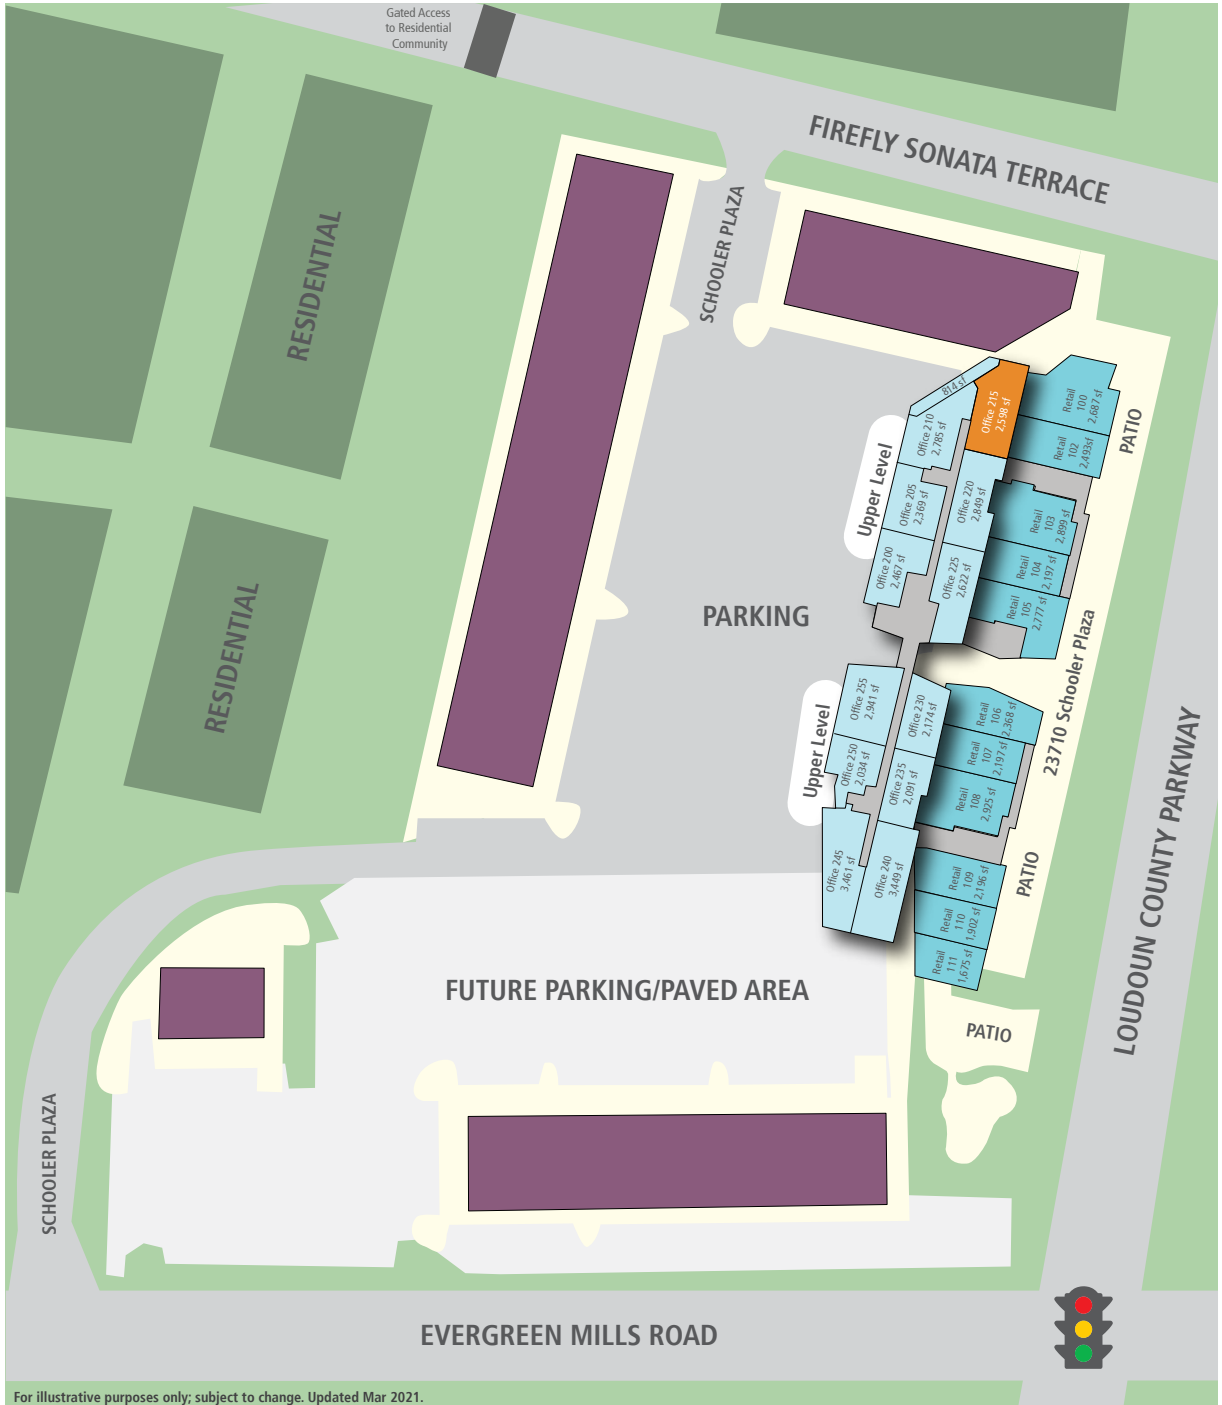 Gated Access
to Residential
Community
FIREFLY SONATA TERRACE
SCHOOLER PLAZA
RESIDENTIAL
RESIDENTIAL
PARKING
Upper Level
814 sf
Office 210
2,785 sf
Office 215
2,598 sf
Office 205
2,369 sf
Office 220
2,849 sf
Office 200
2,467 sf
Office 225
2,622 sf
Retail
100
2,687 sf
Retail
102
2,493sf
Retail
103
2,899 sf
Retail
104
2,197 sf
Retail
105
2,777 sf
PATIO
23710 Schooler Plaza
Upper Level
Office 255
2,941 sf
Office 230
2,174 sf
Office 250
2,034 sf
Office 235
2,091 sf
Office 245
3,461 sf
Office 240
3,449 sf
Retail
106
2,368 sf
Retail
107
2,197 sf
Retail
108
2,925 sf
Retail
109
2,196 sf
Retail
110
1,902 sf
Retail
111
1,675 sf
PATIO
PATIO
LOUDOUN COUNTY PARKWAY
FUTURE PARKING/PAVED AREA
SCHOOLER PLAZA
EVERGREEN MILLS ROAD
For illustrative purposes only; subject to change. Updated Mar 2021.